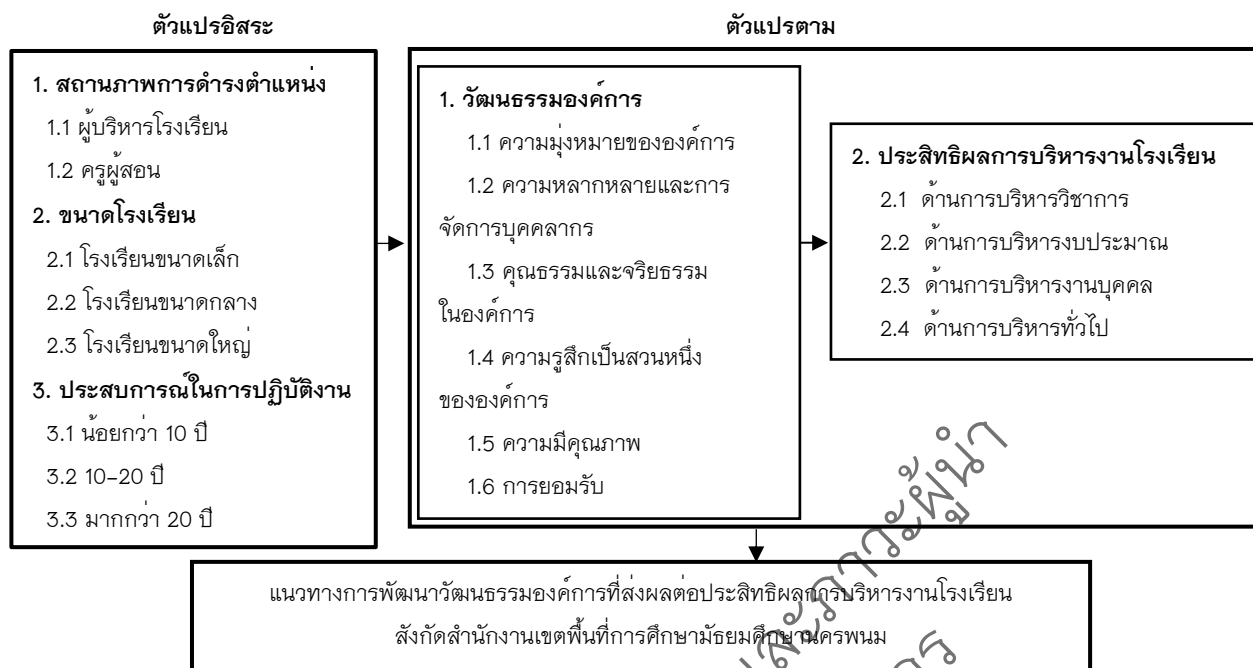 ตัวแปรอิสระ
1. สถานภาพการดำรงตำแหน่ง
1.1 ผู้บริหารโรงเรียน
1.2 ครูผู้สอน
2. ขนาดโรงเรียน
2.1 โรงเรียนขนาดเล็ก
2.2 โรงเรียนขนาดกลาง
2.3 โรงเรียนขนาดใหญ่
3. ประสบการณ์ในการปฏิบัติงาน
3.1 น้อยกว่า 10 ปี
3.2 10–20 ปี
3.3 มากกว่า 20 ปี
ตัวแปรตาม
1. วัฒนธรรมองค์การ
1.1 ความมุ่งหมายขององค์การ
1.2 ความหลากหลายและการ
จัดการบุคคลากร
1.3 คุณธรรมและจริยธรรม
ในองค์การ
1.4 ความรูสึกเป็นสวนหนึ่ง
ขององค์การ
1.5 ความมีคุณภาพ
1.6 การยอมรับ
2. ประสิทธิผลการบริหารงานโรงเรียน
2.1 ด้านการบริหารวิชาการ
2.2 ด้านการบริหารงบประมาณ
2.3 ด้านการบริหารงานบุคคล
2.4 ด้านการบริหารทั่วไป
แนวทางการพัฒนาวัฒนธรรมองค์การที่ส่งผลต่อประสิทธิผลการบริหารงานโรงเรียน
สังกัดสำนักงานเขตพื้นที่การศึกษามัธยมศึกษานครพนม
ละภาวะผู้นำ